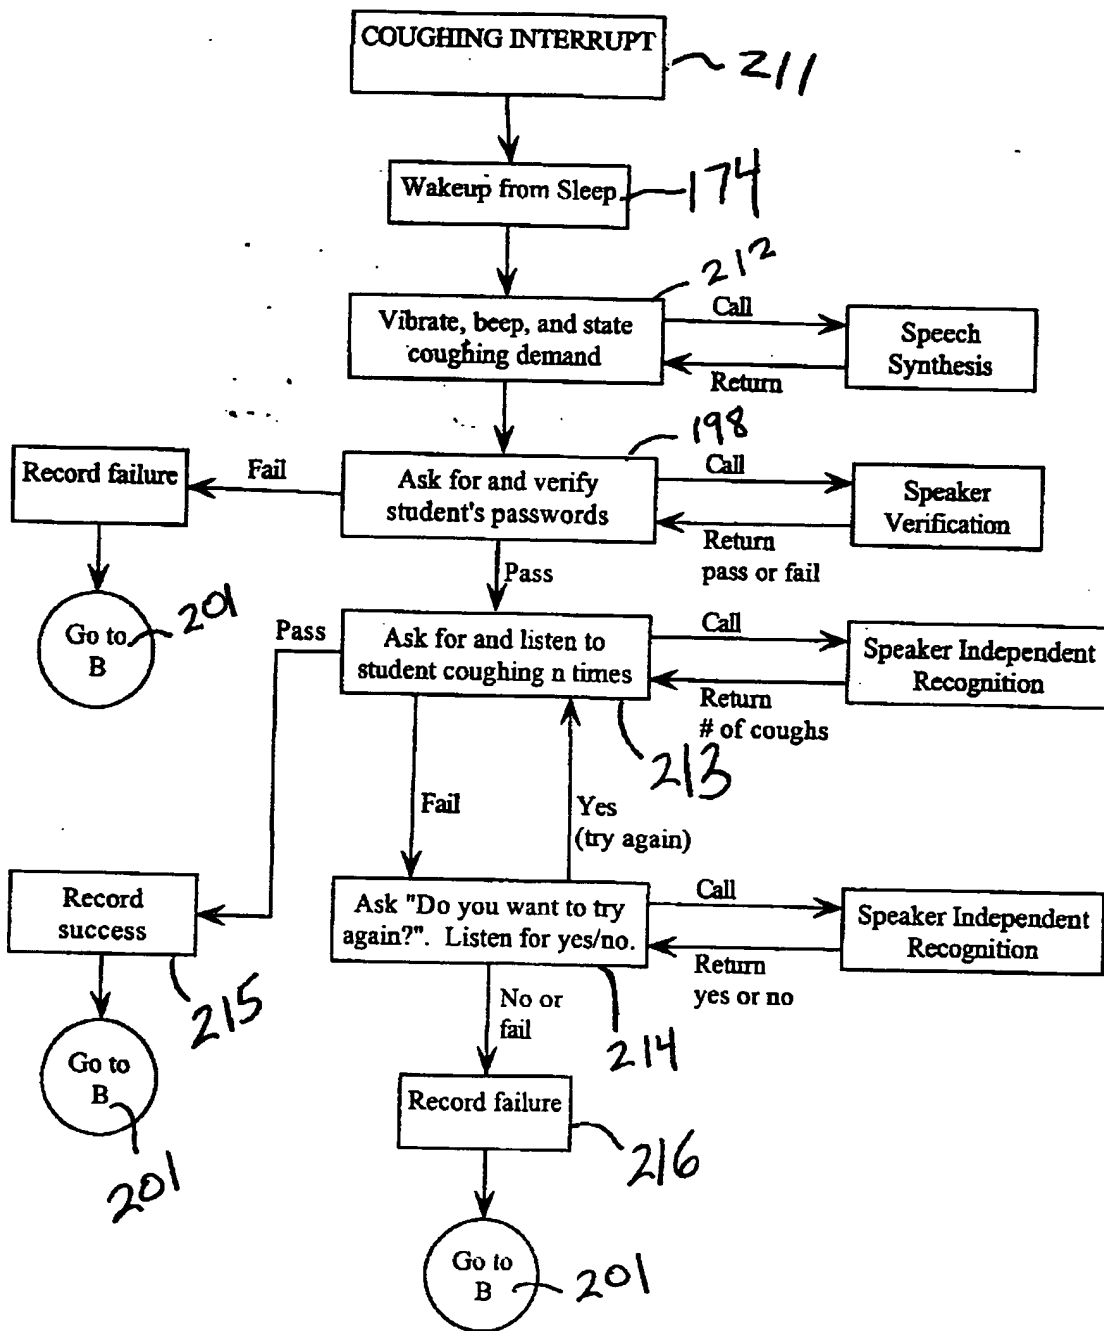 COUGHING INTERRUPT
211
Wakeup from Sleep
174
212
Vibrate, beep, and state
coughing demand
Call
Return
Speech
Synthesis
198
Record failure
Fail
Ask for and verify
student's passwords
Call
Return
pass or fail
Speaker
Verification
Go to
B
201
Pass
Pass
Ask for and listen to
student coughing n times
Call
Return
# of coughs
Speaker Independent
Recognition
213
Fail
Yes
(try again)
Record
success
215
Ask "Do you want to try
again?". Listen for yes/no.
Call
Return
yes or no
Speaker Independent
Recognition
214
No or
fail
Go to
B
201
Record failure
216
Go to
B
201